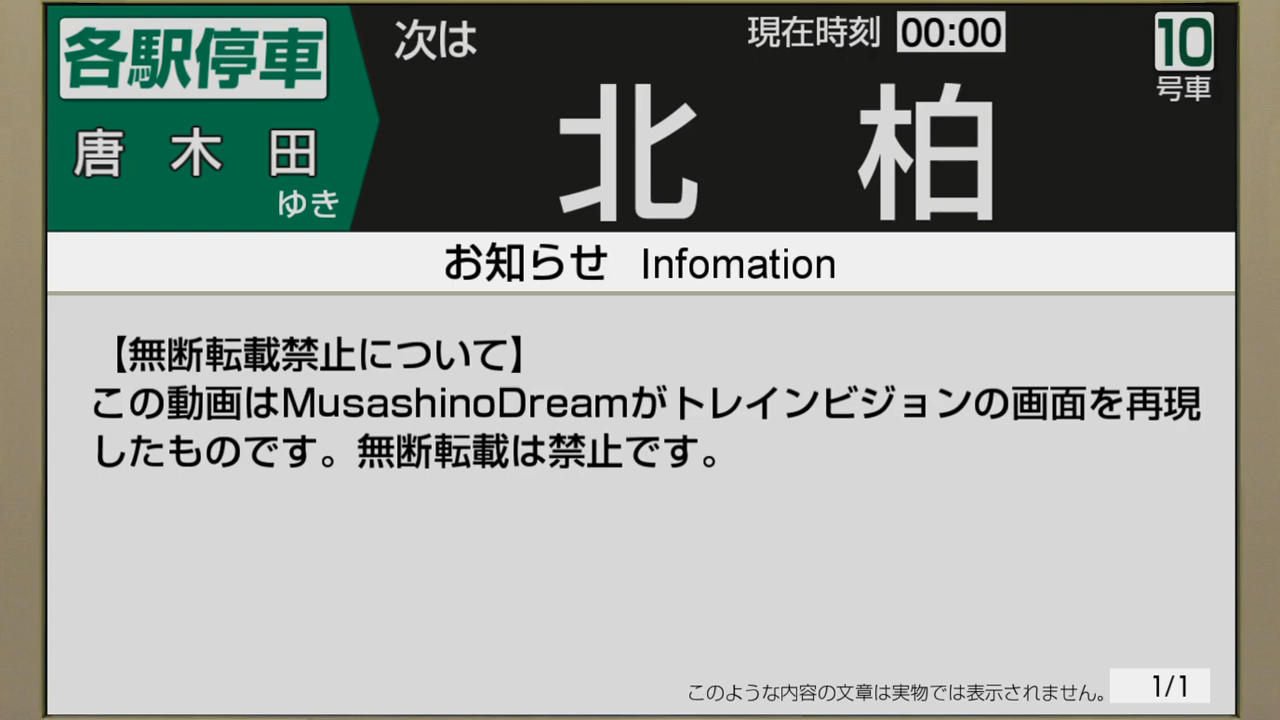 各駅停車
唐木田
ゆき
次は
北柏
現在時刻 00:00
10
号車
お知らせ Infomation
【無断転載禁止について】
この動画はMusashinoDreamがトレインビジョンの画面を再現
したものです。無断転載は禁止です。
このような内容の文章は実物では表示されません。
1/1